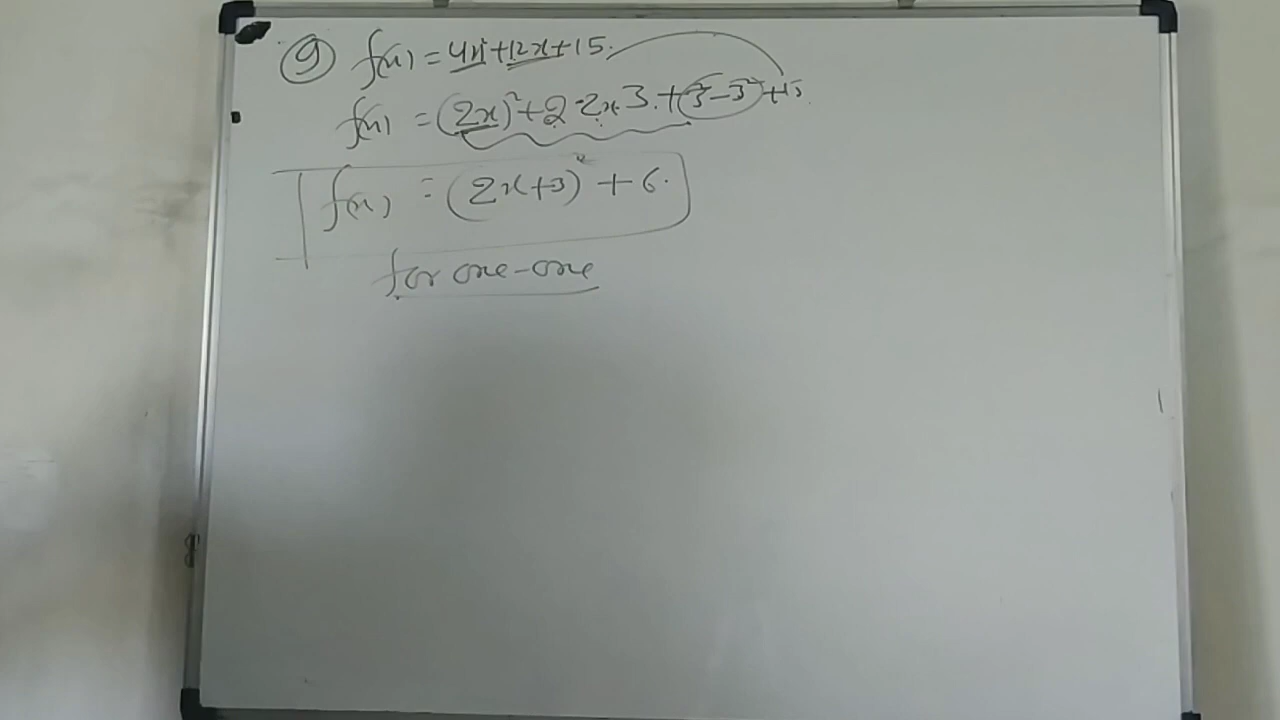 ⑨ f(x) = 4x²+12x+15.
f(x) = (2x)²+2·2x·3.+(3²-3²)+15.
f(x) = (2x+3)²+6.
for one-one